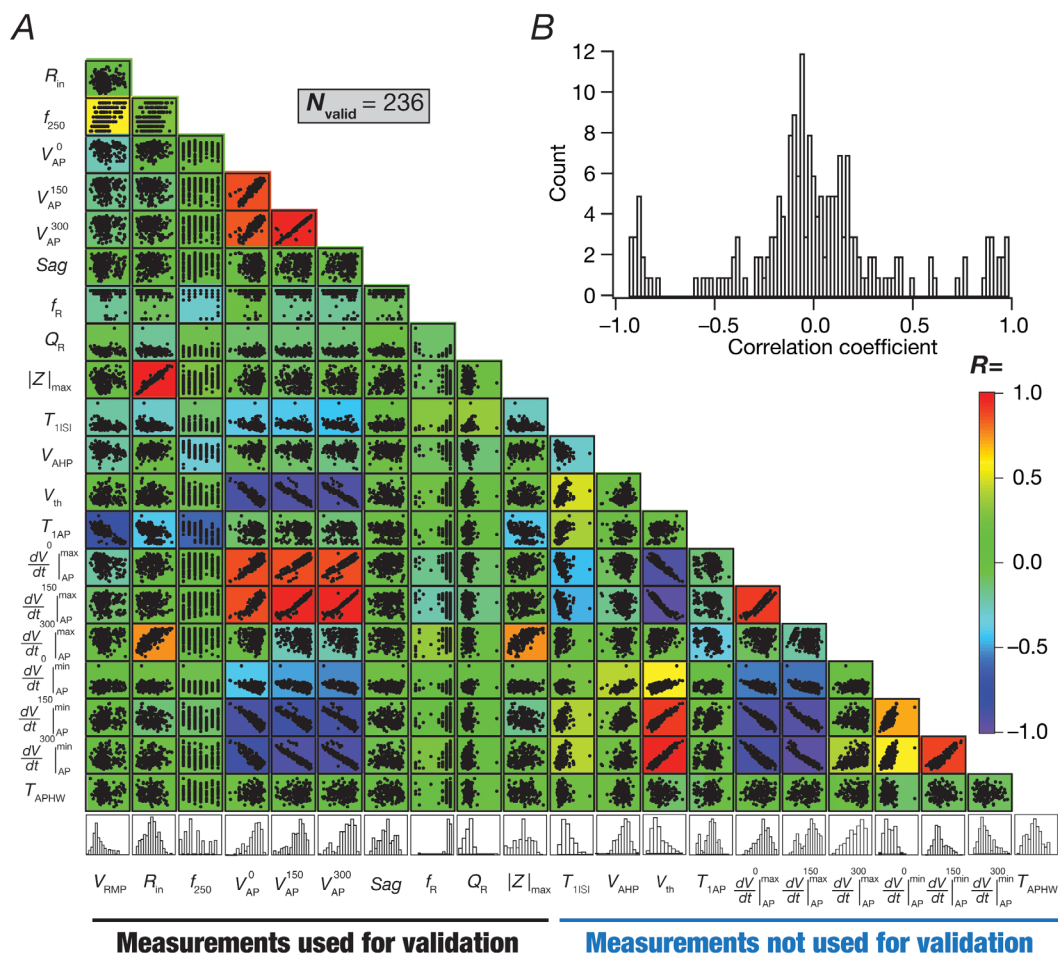 A
B
N_valid = 236
R_in
f_250
V_AP^0
V_AP^150
V_AP^300
Sag
f_R
Q_R
|Z|_max
T_1ISI
V_AHP
V_th
T_1AP
dV/dt^0|_AP^max
dV/dt^150|_AP^max
dV/dt^300|_AP^max
dV/dt^0|_AP^min
dV/dt^150|_AP^min
dV/dt^300|_AP^min
T_APHW
V_RMP R_in f_250 V_AP^0 V_AP^150 V_AP^300 Sag f_R Q_R |Z|_max T_1ISI V_AHP V_th T_1AP dV/dt^0|_AP^max dV/dt^150|_AP^max dV/dt^300|_AP^max dV/dt^0|_AP^min dV/dt^150|_AP^min dV/dt^300|_AP^min T_APHW
Measurements used for validation
Measurements not used for validation
Count
12
10
8
6
4
2
0
−1.0 −0.5 0.0 0.5 1.0
Correlation coefficient
R=
1.0
0.5
0.0
−0.5
−1.0